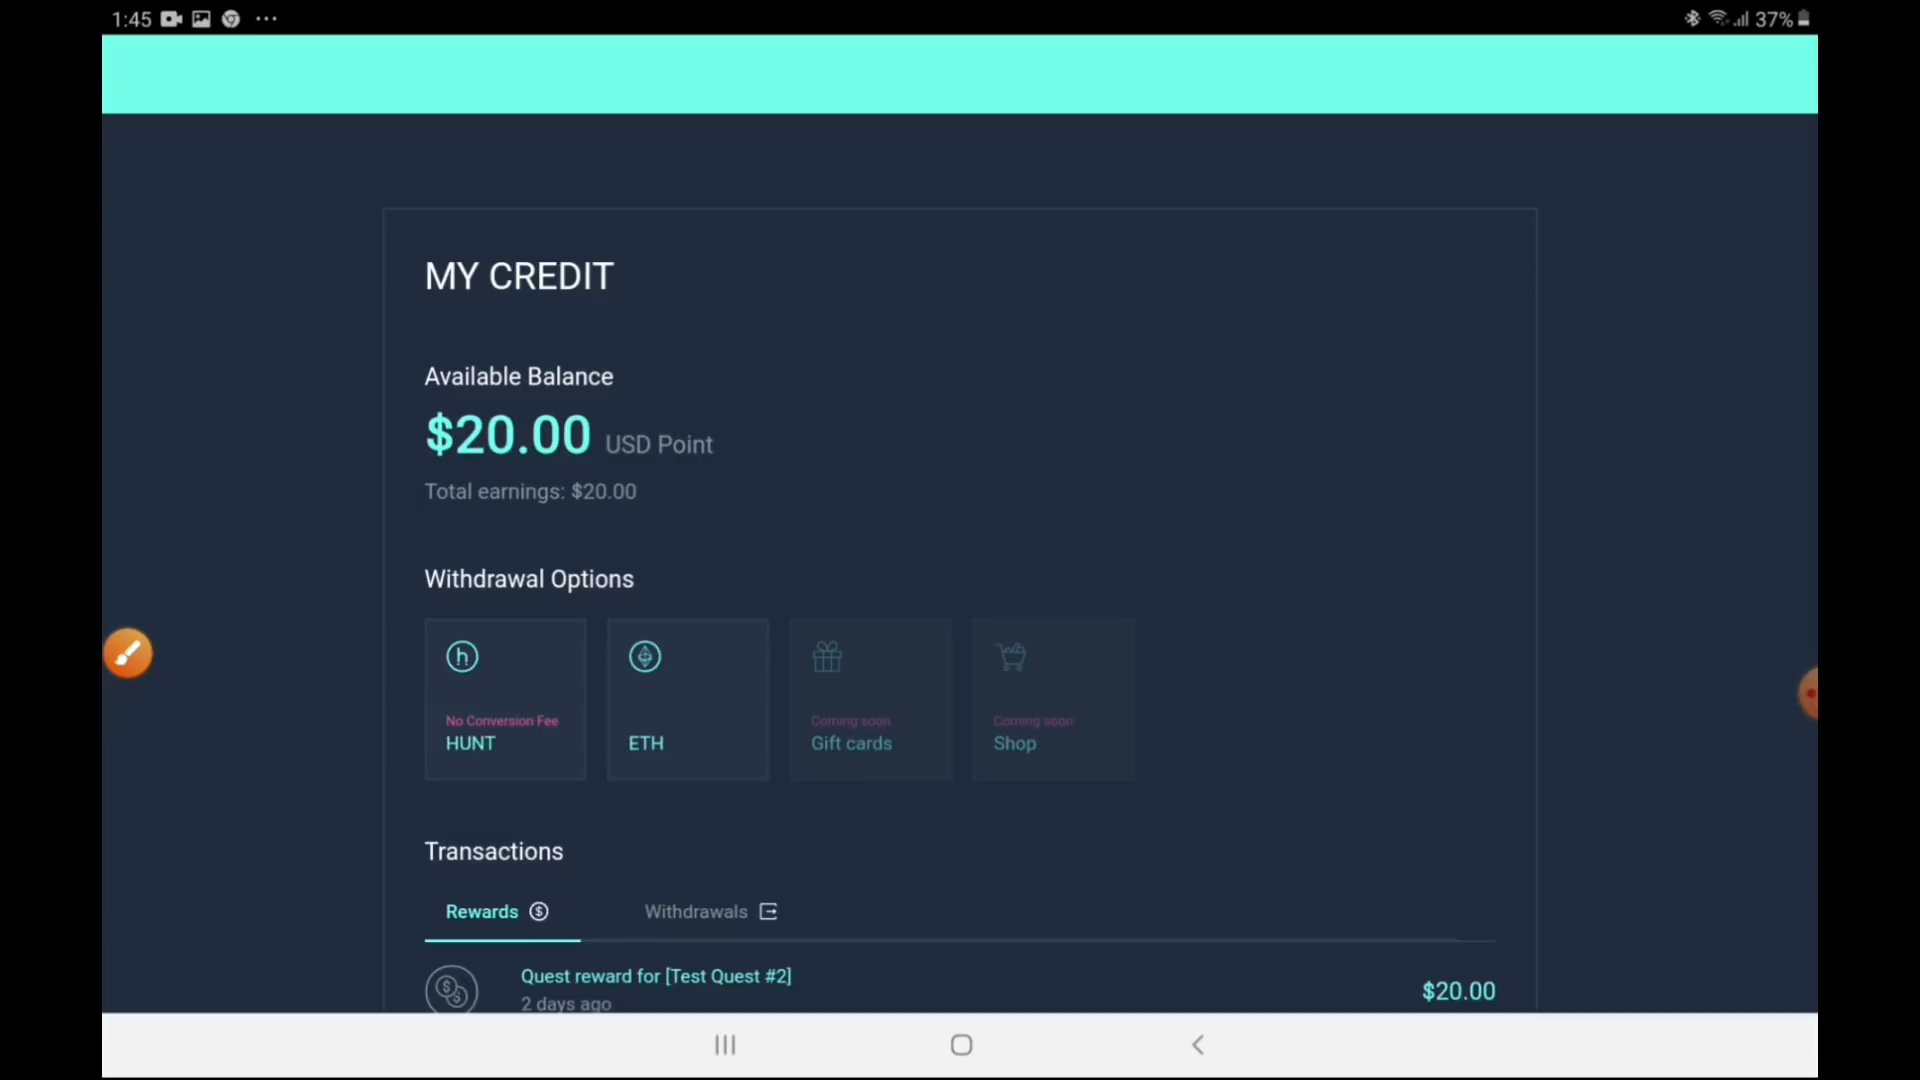 1:45
37%
MY CREDIT
Available Balance
$20.00 USD Point
Total earnings: $20.00
Withdrawal Options
No Conversion Fee
HUNT
ETH
Coming soon
Gift cards
Coming soon
Shop
Transactions
Rewards
Withdrawals
Quest reward for [Test Quest #2]
2 days ago
$20.00